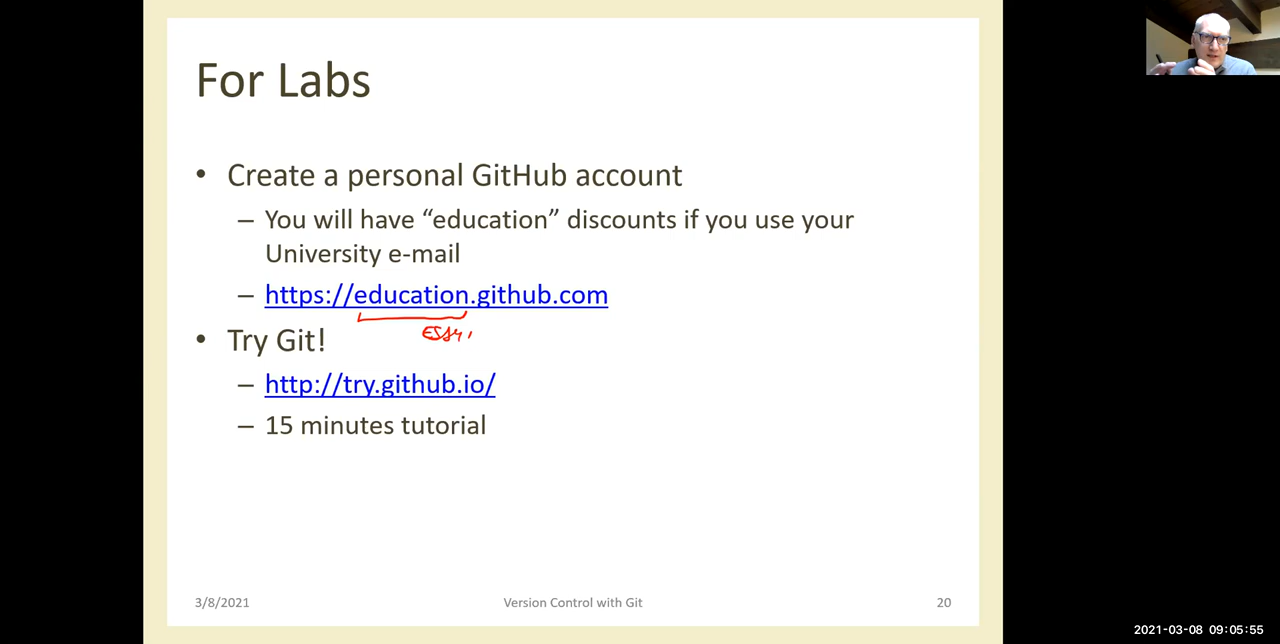 For Labs
• Create a personal GitHub account
– You will have “education” discounts if you use your
University e-mail
– https://education.github.com
• Try Git!
– http://try.github.io/
– 15 minutes tutorial
3/8/2021
Version Control with Git
20
2021-03-08 09:05:55